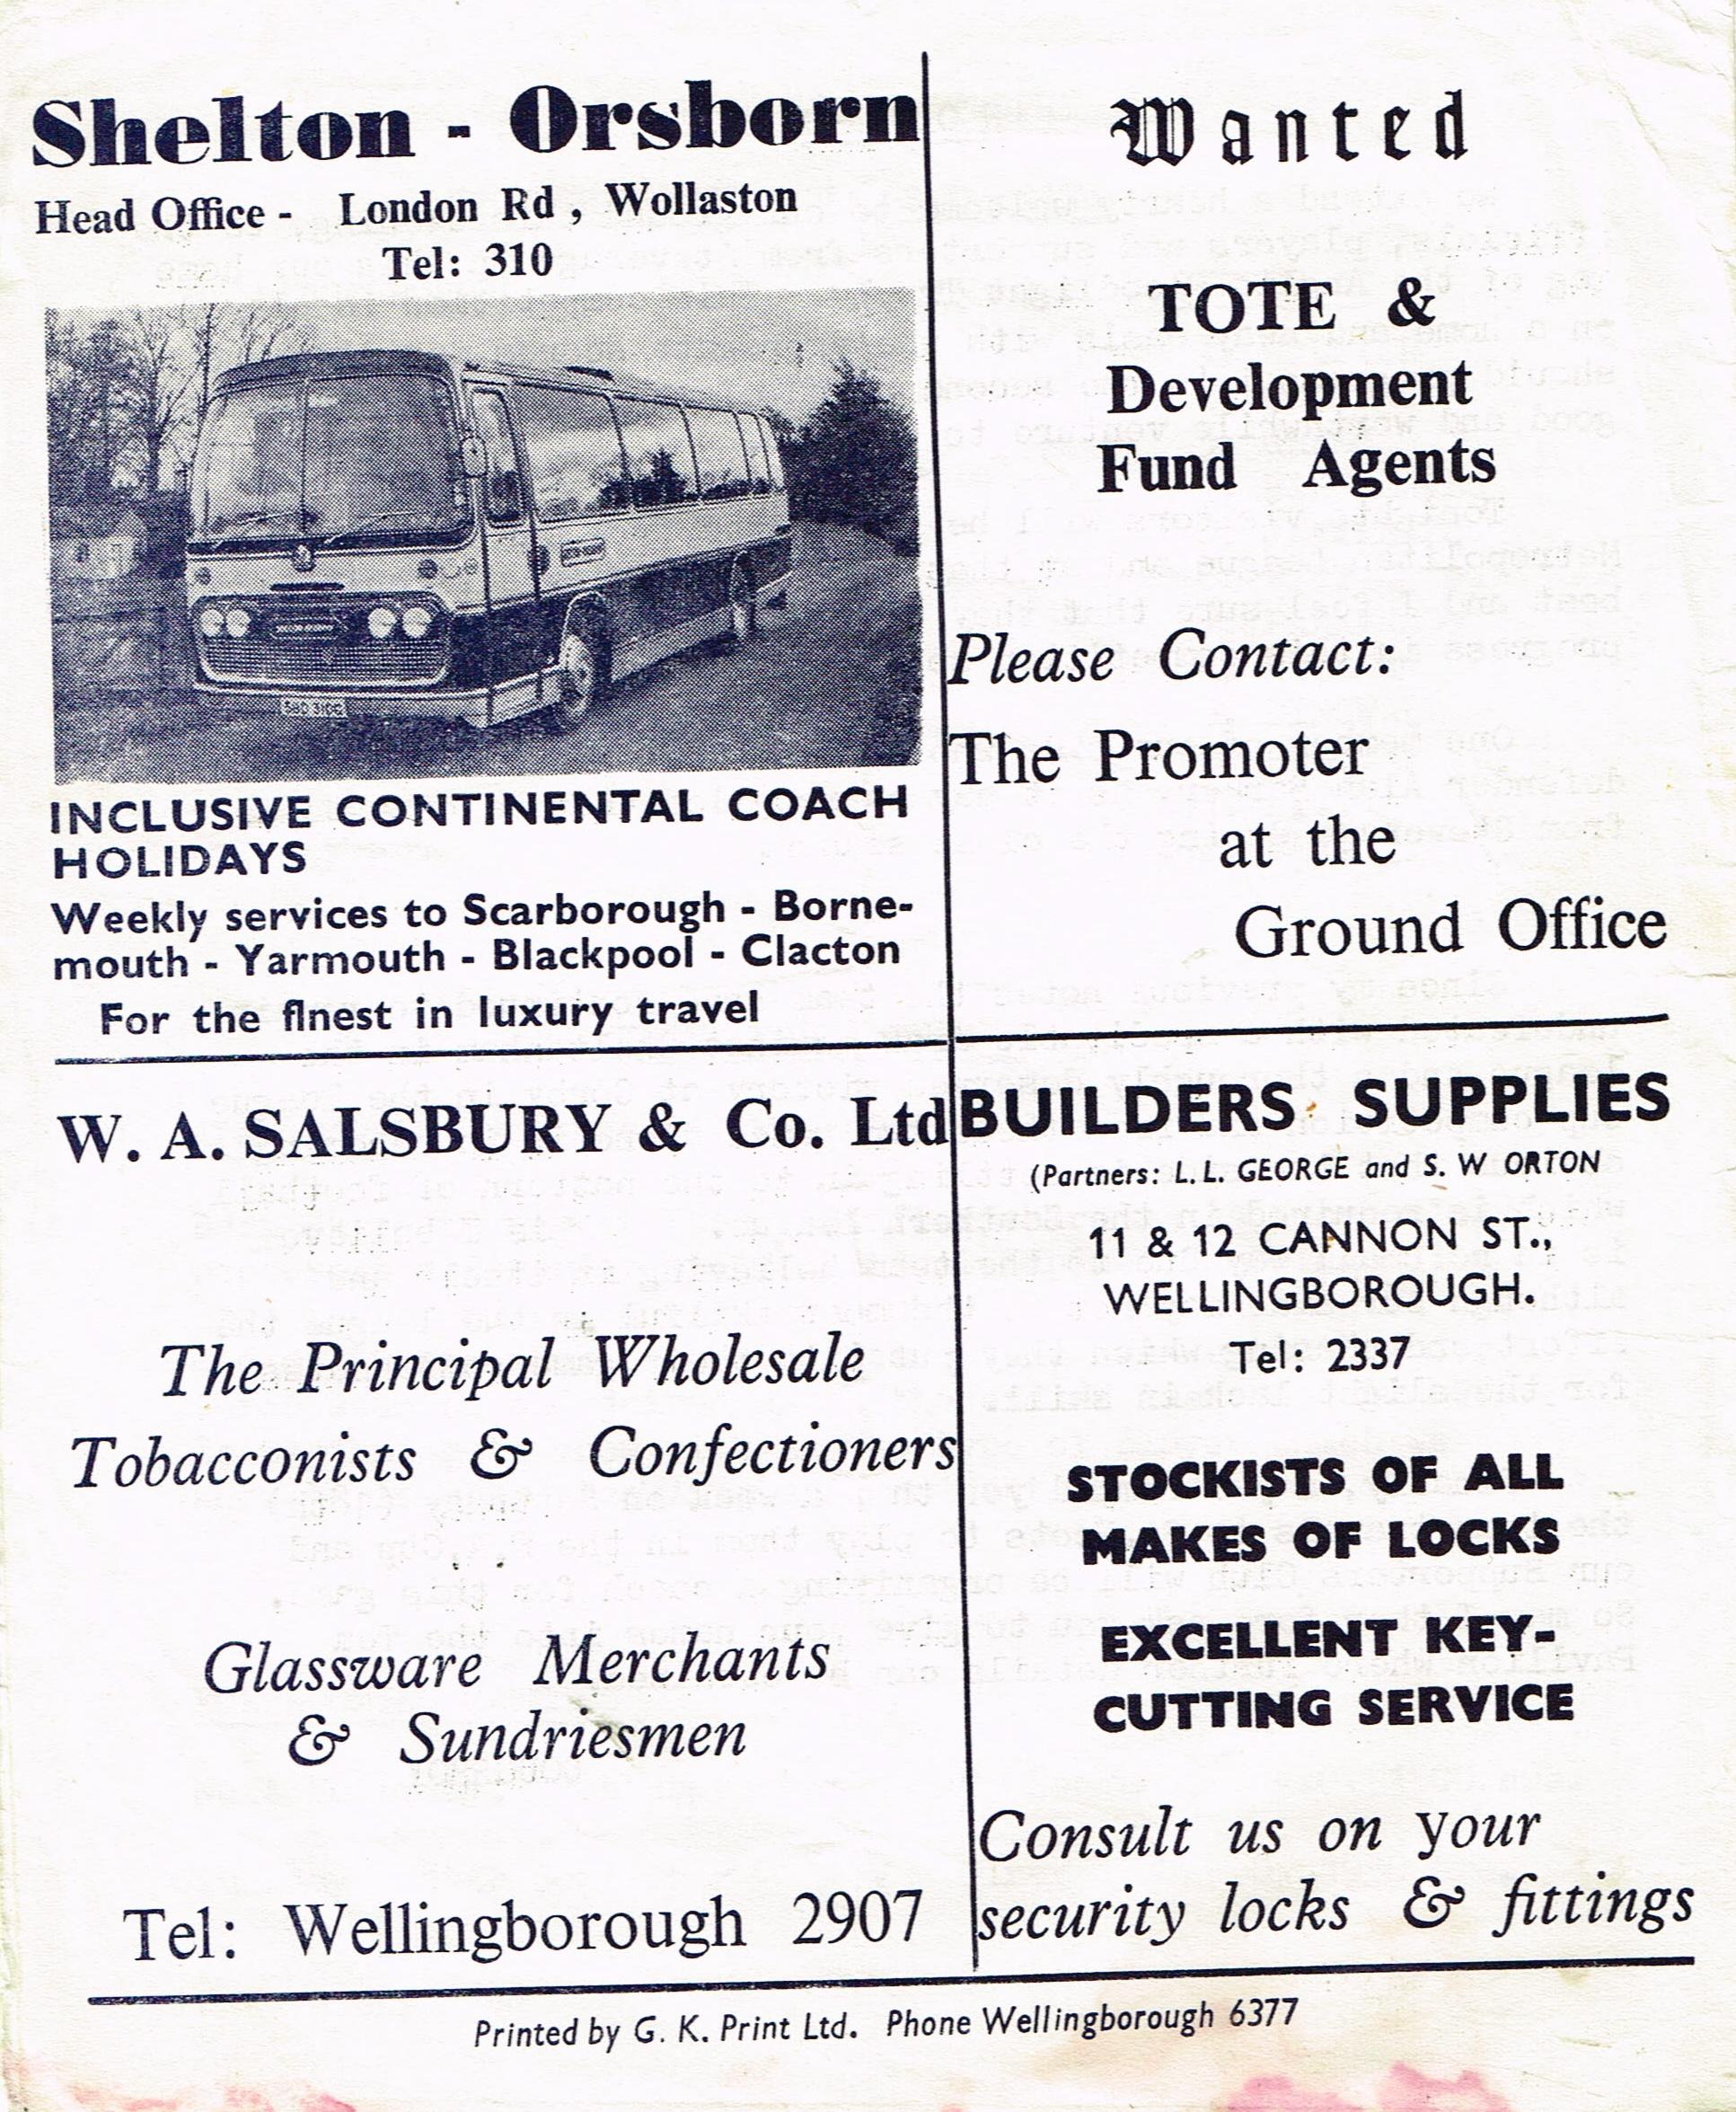 Shelton - Orsborn
Head Office - London Rd , Wollaston
Tel: 310
INCLUSIVE CONTINENTAL COACH
HOLIDAYS
Weekly services to Scarborough - Borne-
mouth - Yarmouth - Blackpool - Clacton
For the finest in luxury travel
Wanted
TOTE &
Development
Fund Agents
Please Contact:
The Promoter
at the
Ground Office
W. A. SALSBURY & Co. Ltd
The Principal Wholesale
Tobacconists & Confectioners
Glassware Merchants
& Sundriesmen
Tel: Wellingborough 2907
BUILDERS SUPPLIES
(Partners: L. L. GEORGE and S. W ORTON
11 & 12 CANNON ST.,
WELLINGBOROUGH.
Tel: 2337
STOCKISTS OF ALL
MAKES OF LOCKS
EXCELLENT KEY-
CUTTING SERVICE
Consult us on your
security locks & fittings
Printed by G. K. Print Ltd. Phone Wellingborough 6377